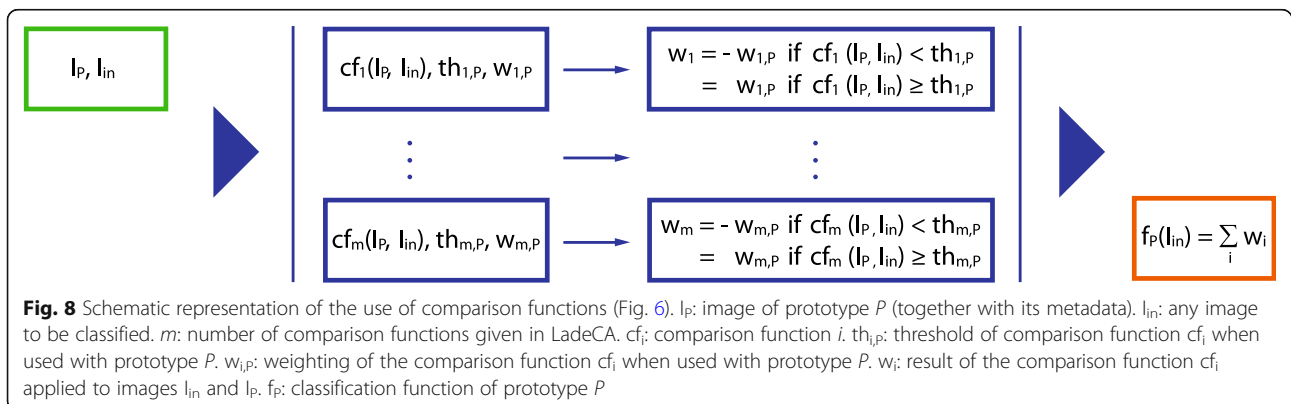 Iₚ, Iᵢₙ
cf₁(Iₚ, Iᵢₙ), th₁,ₚ, w₁,ₚ
w₁ = - w₁,ₚ if cf₁ (Iₚ, Iᵢₙ) < th₁,ₚ
= w₁,ₚ if cf₁ (Iₚ, Iᵢₙ) ≥ th₁,ₚ
⋮
⋮
cfₘ(Iₚ, Iᵢₙ), thₘ,ₚ, wₘ,ₚ
wₘ = - wₘ,ₚ if cfₘ (Iₚ, Iᵢₙ) < thₘ,ₚ
= wₘ,ₚ if cfₘ (Iₚ, Iᵢₙ) ≥ thₘ,ₚ
fₚ(Iᵢₙ) = ∑ wᵢ
i
Fig. 8 Schematic representation of the use of comparison functions (Fig. 6). Iₚ: image of prototype P (together with its metadata). Iᵢₙ: any image
to be classified. m: number of comparison functions given in LadeCA. cfᵢ: comparison function i. thᵢ,ₚ: threshold of comparison function cfᵢ when
used with prototype P. wᵢ,ₚ: weighting of the comparison function cfᵢ when used with prototype P. wᵢ: result of the comparison function cfᵢ
applied to images Iᵢₙ and Iₚ. fₚ: classification function of prototype P